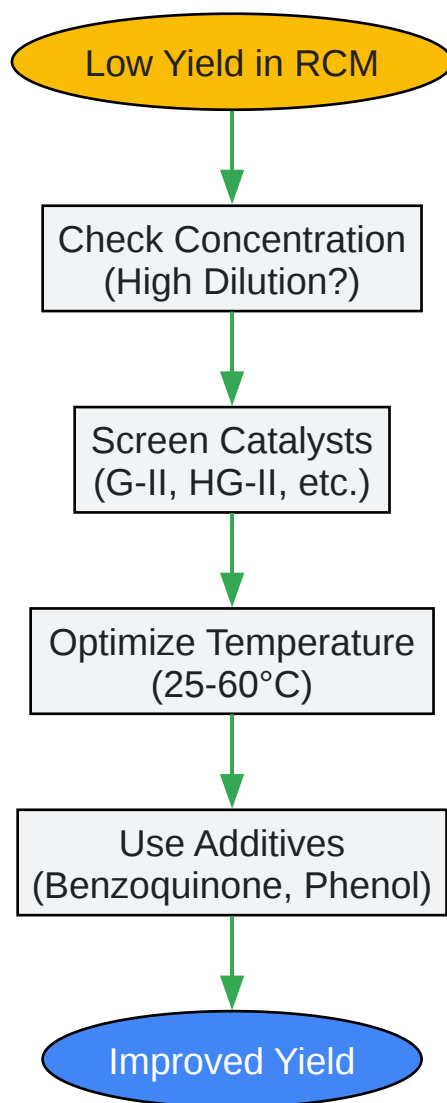 Low Yield in RCM
Check Concentration
(High Dilution?)
Screen Catalysts
(G-II, HG-II, etc.)
Optimize Temperature
(25-60°C)
Use Additives
(Benzoquinone, Phenol)
Improved Yield